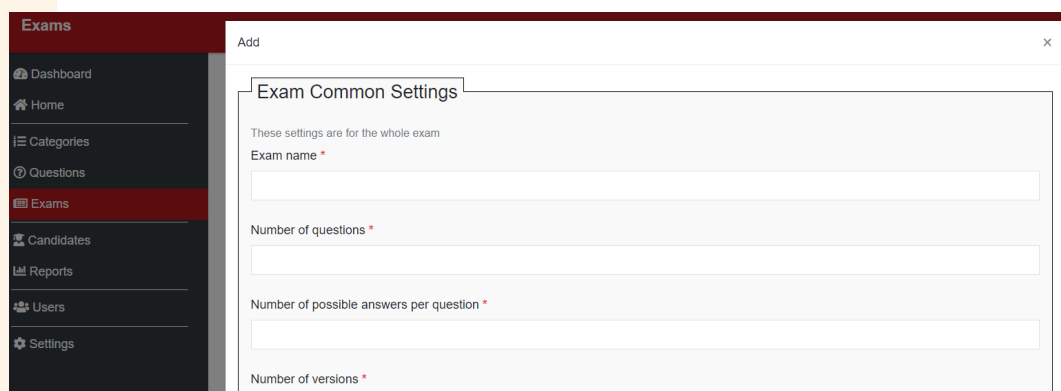 Exams
Dashboard
Home
Categories
Questions
Exams
Candidates
Reports
Users
Settings
Add
×
Exam Common Settings
These settings are for the whole exam
Exam name *
Number of questions *
Number of possible answers per question *
Number of versions *